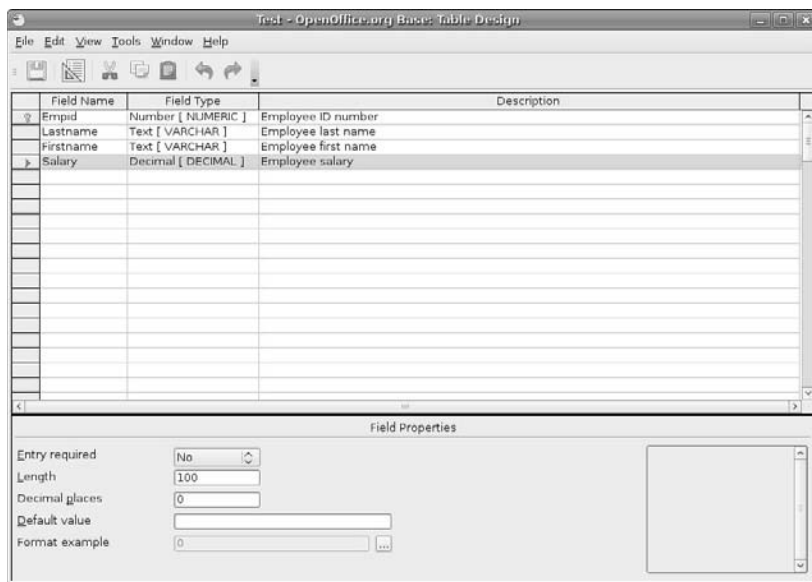 Test - OpenOffice.org Base: Table Design
File Edit View Tools Window Help
Field Name Field Type Description
Empid Number [ NUMERIC ] Employee ID number
Lastname Text [ VARCHAR ] Employee last name
Firstname Text [ VARCHAR ] Employee first name
Salary Decimal [ DECIMAL ] Employee salary
Field Properties
Entry required No
Length 100
Decimal places 0
Default value
Format example 0 ...